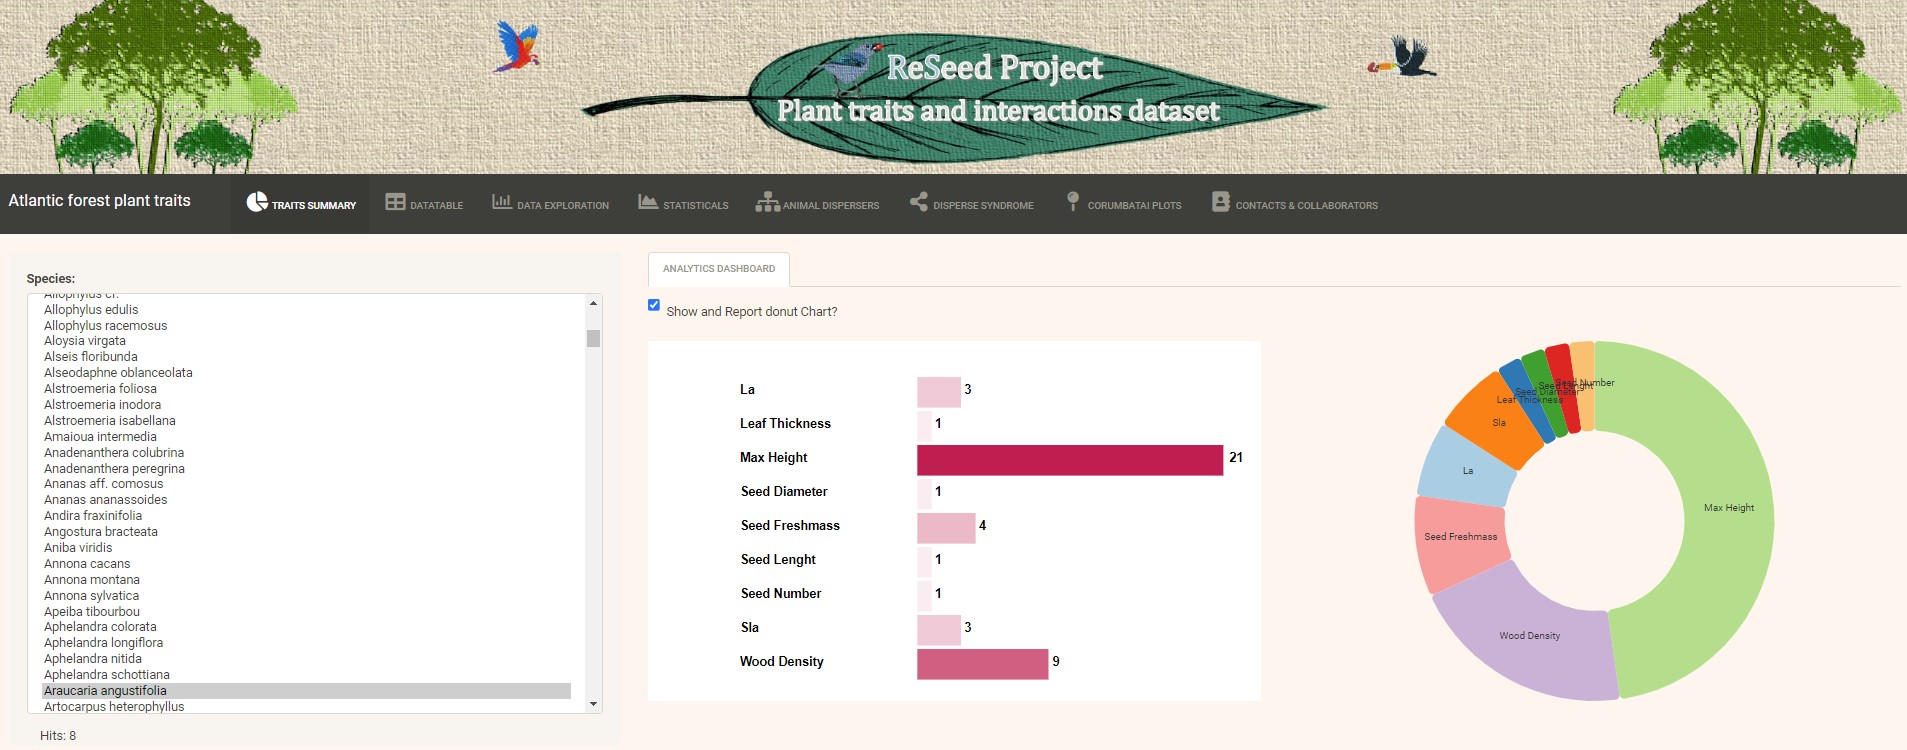 ReSeed Project
Plant traits and interactions dataset
Atlantic forest plant traits
TRAITS SUMMARY
DATATABLE
DATA EXPLORATION
STATISTICALS
ANIMAL DISPERSERS
DISPERSE SYNDROME
CORUMBATAI PLOTS
CONTACTS & COLLABORATORS
Species:
Allophylus cf.
Allophylus edulis
Allophylus racemosus
Aloysia virgata
Alseis floribunda
Alseodaphne oblanceolata
Alstroemeria foliosa
Alstroemeria inodora
Alstroemeria isabellana
Amaioua intermedia
Anadenanthera colubrina
Anadenanthera peregrina
Ananas aff. comosus
Ananas ananassoides
Andira fraxinifolia
Angostura bracteata
Aniba viridis
Annona cacans
Annona montana
Annona sylvatica
Apeiba tibourbou
Aphelandra colorata
Aphelandra longiflora
Aphelandra nitida
Aphelandra schottiana
Araucaria angustifolia
Artocarpus heterophyllus
Hits: 8
ANALYTICS DASHBOARD
Show and Report donut Chart?
La 3
Leaf Thickness 1
Max Height 21
Seed Diameter 1
Seed Freshmass 4
Seed Lenght 1
Seed Number 1
Sla 3
Wood Density 9
Seed Number
Seed Lenght
Seed Diameter
Leaf Thickness
Sla
La
Max Height
Seed Freshmass
Wood Density